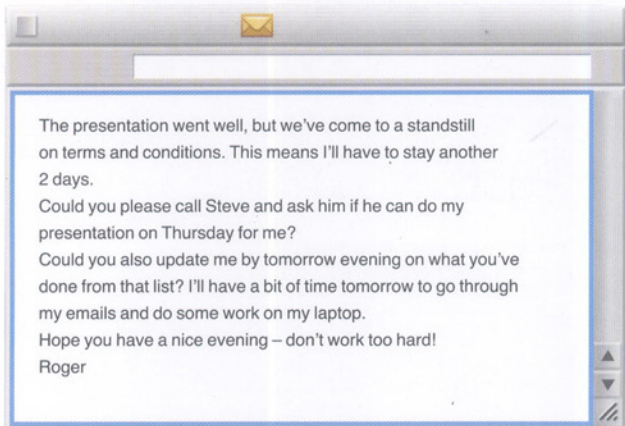 The presentation went well, but we've come to a standstill
on terms and conditions. This means I'll have to stay another
2 days.
Could you please call Steve and ask him if he can do my
presentation on Thursday for me?
Could you also update me by tomorrow evening on what you've
done from that list? I'll have a bit of time tomorrow to go through
my emails and do some work on my laptop.
Hope you have a nice evening – don't work too hard!
Roger